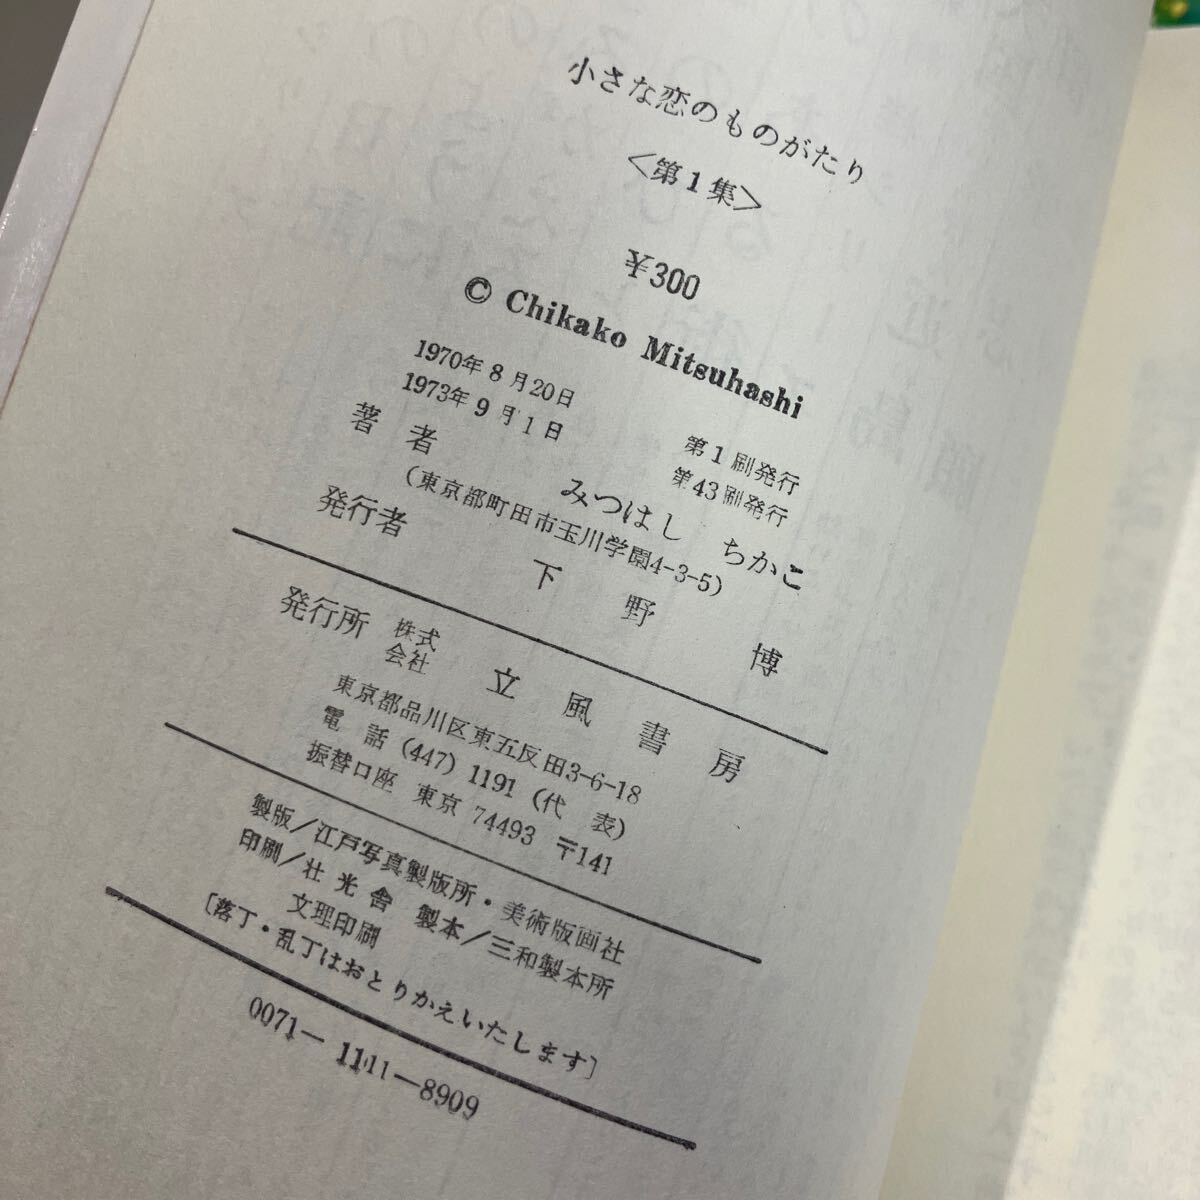 小さな恋のものがたり
<第1集>
¥300
© Chikako Mitsuhashi
1970年8月20日 第1刷発行
1973年9月1日 第43刷発行
著者 みつはし ちかこ
(東京都町田市玉川学園4-3-5)
発行者 下野博
発行所 株式会社 立風書房
東京都品川区東五反田3-6-18
電話 (447) 1191 (代表)
振替口座 東京 74493 〒141
製版/江戸写真製版所・美術版画社
印刷/壮光舎 製本/三和製本所
文理印刷
〔落丁・乱丁はおとりかえいたします〕
0071-1111-8909